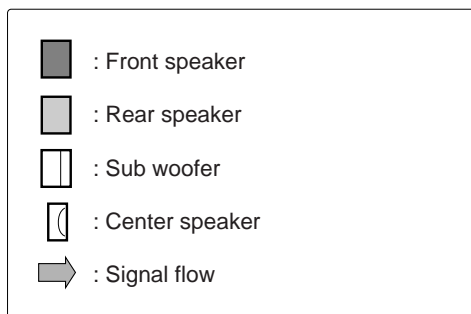 : Front speaker
: Rear speaker
: Sub woofer
: Center speaker
: Signal flow